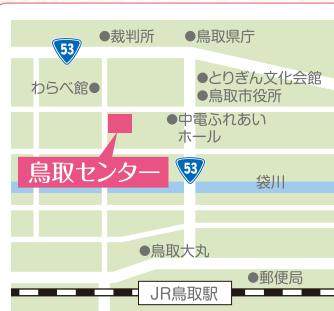 裁判所
鳥取県庁
53
わらべ館
とりぎん文化会館
鳥取市役所
中電ふれあい
ホール
鳥取センター
53
袋川
鳥取大丸
郵便局
JR鳥取駅